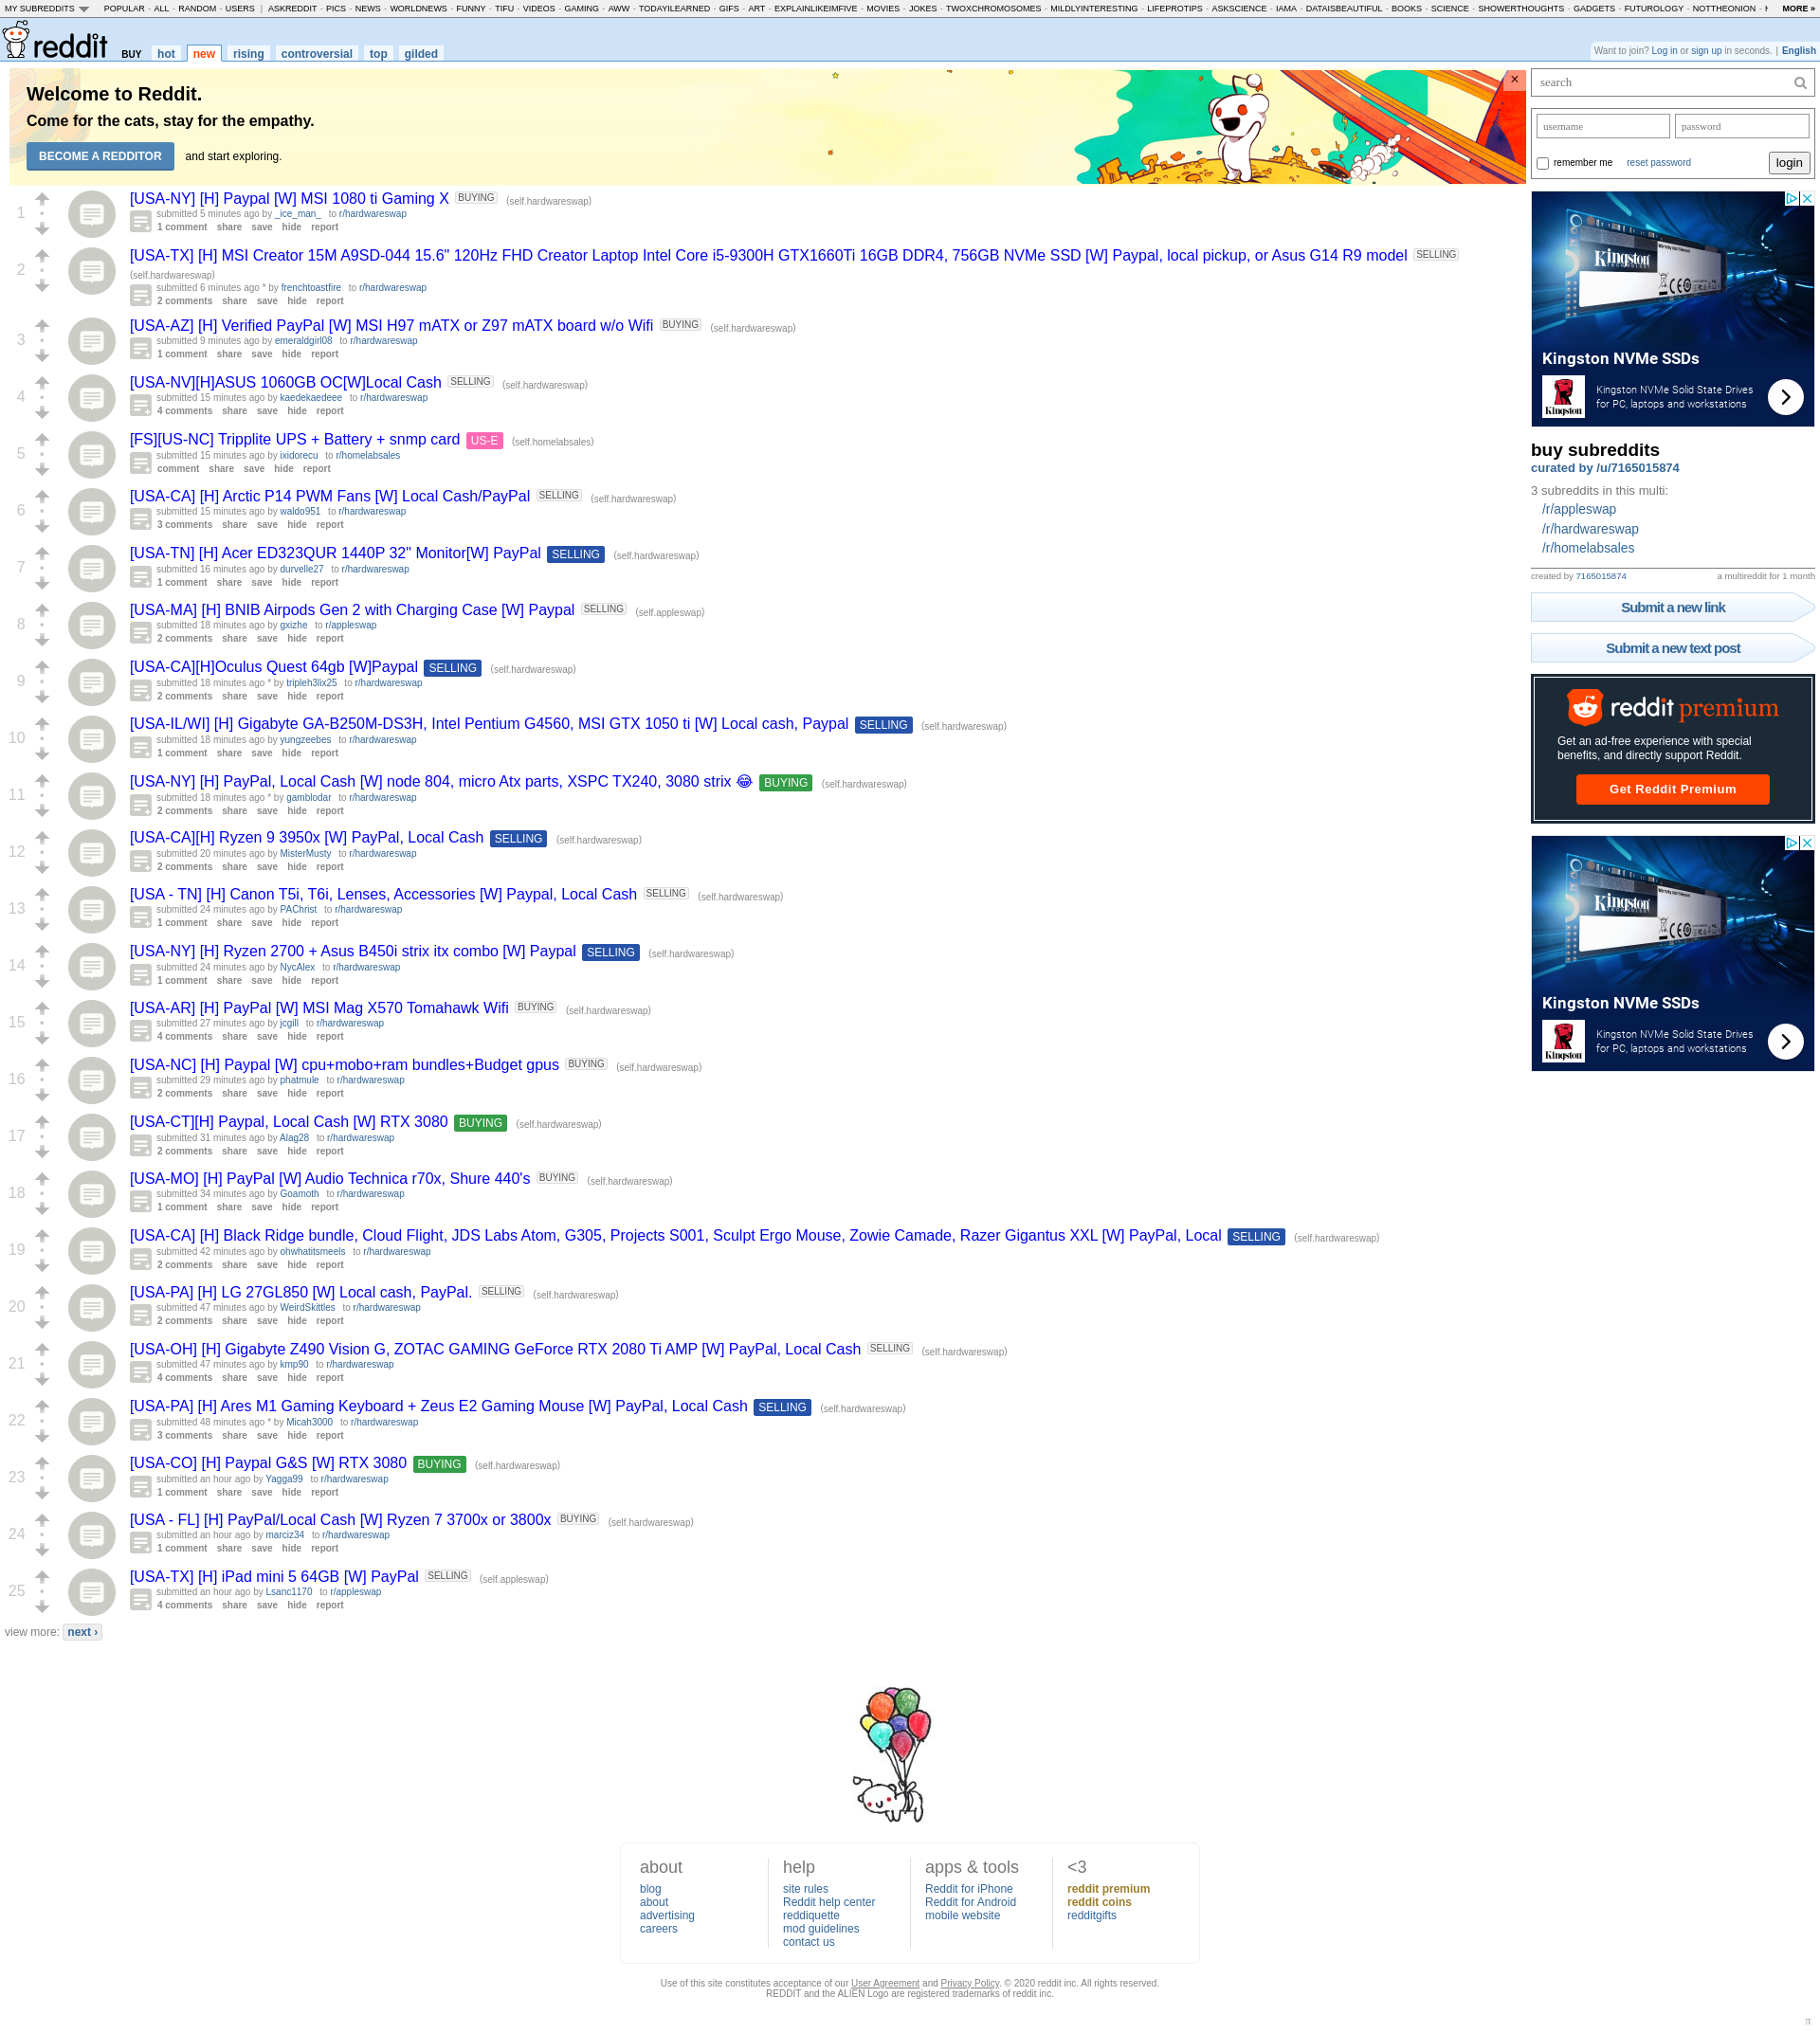 MY SUBREDDITS POPULAR - ALL - RANDOM - USERS | ASKREDDIT - PICS - NEWS - WORLDNEWS - FUNNY - TIFU - VIDEOS - GAMING - AWW - TODAYILEARNED - GIFS - ART - EXPLAINLIKEIMFIVE - MOVIES - JOKES - TWOXCHROMOSOMES - MILDLYINTERESTING - LIFEPROTIPS - ASKSCIENCE - IAMA - DATAISBEAUTIFUL - BOOKS - SCIENCE - SHOWERTHOUGHTS - GADGETS - FUTUROLOGY - NOTTHEONION - MORE »
reddit BUY hot new rising controversial top gilded
Want to join? Log in or sign up in seconds. | English
Welcome to Reddit.
Come for the cats, stay for the empathy.
BECOME A REDDITOR and start exploring.
×
1
[USA-NY] [H] Paypal [W] MSI 1080 ti Gaming X BUYING (self.hardwareswap)
submitted 5 minutes ago by _ice_man_ to r/hardwareswap
1 comment share save hide report
2
[USA-TX] [H] MSI Creator 15M A9SD-044 15.6" 120Hz FHD Creator Laptop Intel Core i5-9300H GTX1660Ti 16GB DDR4, 756GB NVMe SSD [W] Paypal, local pickup, or Asus G14 R9 model SELLING
(self.hardwareswap)
submitted 6 minutes ago * by frenchtoastfire to r/hardwareswap
2 comments share save hide report
3
[USA-AZ] [H] Verified PayPal [W] MSI H97 mATX or Z97 mATX board w/o Wifi BUYING (self.hardwareswap)
submitted 9 minutes ago by emeraldgirl08 to r/hardwareswap
1 comment share save hide report
4
[USA-NV][H]ASUS 1060GB OC[W]Local Cash SELLING (self.hardwareswap)
submitted 15 minutes ago by kaedekaedeee to r/hardwareswap
4 comments share save hide report
5
[FS][US-NC] Tripplite UPS + Battery + snmp card US-E (self.homelabsales)
submitted 15 minutes ago by ixidorecu to r/homelabsales
comment share save hide report
6
[USA-CA] [H] Arctic P14 PWM Fans [W] Local Cash/PayPal SELLING (self.hardwareswap)
submitted 15 minutes ago by waldo951 to r/hardwareswap
3 comments share save hide report
7
[USA-TN] [H] Acer ED323QUR 1440P 32" Monitor[W] PayPal SELLING (self.hardwareswap)
submitted 16 minutes ago by durvelle27 to r/hardwareswap
1 comment share save hide report
8
[USA-MA] [H] BNIB Airpods Gen 2 with Charging Case [W] Paypal SELLING (self.appleswap)
submitted 18 minutes ago by gxizhe to r/appleswap
2 comments share save hide report
9
[USA-CA][H]Oculus Quest 64gb [W]Paypal SELLING (self.hardwareswap)
submitted 18 minutes ago * by tripleh3lix25 to r/hardwareswap
2 comments share save hide report
10
[USA-IL/WI] [H] Gigabyte GA-B250M-DS3H, Intel Pentium G4560, MSI GTX 1050 ti [W] Local cash, Paypal SELLING (self.hardwareswap)
submitted 18 minutes ago by yungzeebes to r/hardwareswap
1 comment share save hide report
11
[USA-NY] [H] PayPal, Local Cash [W] node 804, micro Atx parts, XSPC TX240, 3080 strix 😂 BUYING (self.hardwareswap)
submitted 18 minutes ago * by gamblodar to r/hardwareswap
2 comments share save hide report
12
[USA-CA][H] Ryzen 9 3950x [W] PayPal, Local Cash SELLING (self.hardwareswap)
submitted 20 minutes ago by MisterMusty to r/hardwareswap
2 comments share save hide report
13
[USA - TN] [H] Canon T5i, T6i, Lenses, Accessories [W] Paypal, Local Cash SELLING (self.hardwareswap)
submitted 24 minutes ago by PAChrist to r/hardwareswap
1 comment share save hide report
14
[USA-NY] [H] Ryzen 2700 + Asus B450i strix itx combo [W] Paypal SELLING (self.hardwareswap)
submitted 24 minutes ago by NycAlex to r/hardwareswap
1 comment share save hide report
15
[USA-AR] [H] PayPal [W] MSI Mag X570 Tomahawk Wifi BUYING (self.hardwareswap)
submitted 27 minutes ago by jcgill to r/hardwareswap
4 comments share save hide report
16
[USA-NC] [H] Paypal [W] cpu+mobo+ram bundles+Budget gpus BUYING (self.hardwareswap)
submitted 29 minutes ago by phatmule to r/hardwareswap
2 comments share save hide report
17
[USA-CT][H] Paypal, Local Cash [W] RTX 3080 BUYING (self.hardwareswap)
submitted 31 minutes ago by Alag28 to r/hardwareswap
2 comments share save hide report
18
[USA-MO] [H] PayPal [W] Audio Technica r70x, Shure 440's BUYING (self.hardwareswap)
submitted 34 minutes ago by Goamoth to r/hardwareswap
1 comment share save hide report
19
[USA-CA] [H] Black Ridge bundle, Cloud Flight, JDS Labs Atom, G305, Projects S001, Sculpt Ergo Mouse, Zowie Camade, Razer Gigantus XXL [W] PayPal, Local SELLING (self.hardwareswap)
submitted 42 minutes ago by ohwhatitsmeels to r/hardwareswap
2 comments share save hide report
20
[USA-PA] [H] LG 27GL850 [W] Local cash, PayPal. SELLING (self.hardwareswap)
submitted 47 minutes ago by WeirdSkittles to r/hardwareswap
2 comments share save hide report
21
[USA-OH] [H] Gigabyte Z490 Vision G, ZOTAC GAMING GeForce RTX 2080 Ti AMP [W] PayPal, Local Cash SELLING (self.hardwareswap)
submitted 47 minutes ago by kmp90 to r/hardwareswap
4 comments share save hide report
22
[USA-PA] [H] Ares M1 Gaming Keyboard + Zeus E2 Gaming Mouse [W] PayPal, Local Cash SELLING (self.hardwareswap)
submitted 48 minutes ago * by Micah3000 to r/hardwareswap
3 comments share save hide report
23
[USA-CO] [H] Paypal G&S [W] RTX 3080 BUYING (self.hardwareswap)
submitted an hour ago by Yagga99 to r/hardwareswap
1 comment share save hide report
24
[USA - FL] [H] PayPal/Local Cash [W] Ryzen 7 3700x or 3800x BUYING (self.hardwareswap)
submitted an hour ago by marciz34 to r/hardwareswap
1 comment share save hide report
25
[USA-TX] [H] iPad mini 5 64GB [W] PayPal SELLING (self.appleswap)
submitted an hour ago by Lsanc1170 to r/appleswap
4 comments share save hide report
view more: next ›
search
username password
remember me reset password login
Kingston
Kingston NVMe SSDs
Kingston
Kingston NVMe Solid State Drives
for PC, laptops and workstations
buy subreddits
curated by /u/7165015874
3 subreddits in this multi:
/r/appleswap
/r/hardwareswap
/r/homelabsales
created by 7165015874 a multireddit for 1 month
Submit a new link
Submit a new text post
reddit premium
Get an ad-free experience with special
benefits, and directly support Reddit.
Get Reddit Premium
Kingston
Kingston NVMe SSDs
Kingston
Kingston NVMe Solid State Drives
for PC, laptops and workstations
about
blog
about
advertising
careers
help
site rules
Reddit help center
reddiquette
mod guidelines
contact us
apps & tools
Reddit for iPhone
Reddit for Android
mobile website
<3
reddit premium
reddit coins
redditgifts
Use of this site constitutes acceptance of our User Agreement and Privacy Policy. © 2020 reddit inc. All rights reserved.
REDDIT and the ALIEN Logo are registered trademarks of reddit inc.
π